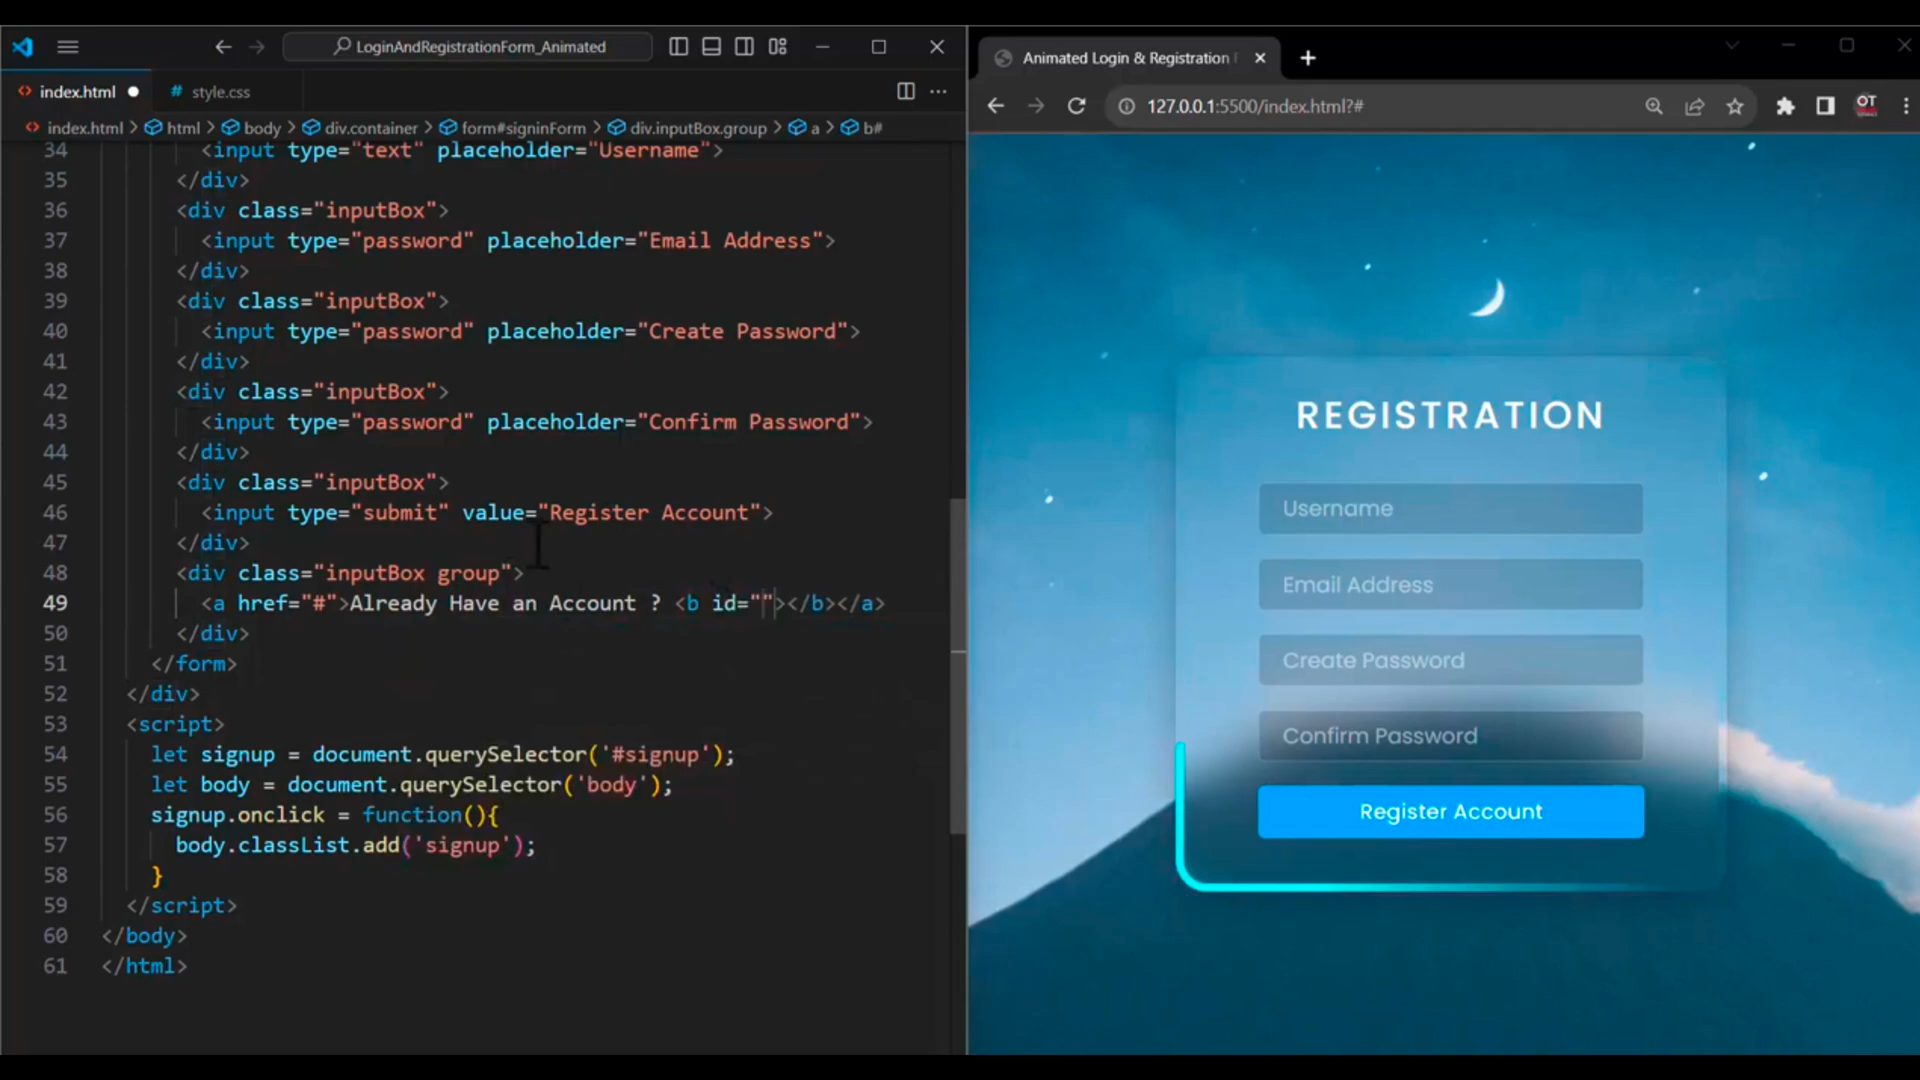 LoginAndRegistrationForm_Animated
index.html
# style.css
index.html > html > body > div.container > form#signinForm > div.inputBox.group > a > b#
34 <input type="text" placeholder="Username">
35 </div>
36 <div class="inputBox">
37 <input type="password" placeholder="Email Address">
38 </div>
39 <div class="inputBox">
40 <input type="password" placeholder="Create Password">
41 </div>
42 <div class="inputBox">
43 <input type="password" placeholder="Confirm Password">
44 </div>
45 <div class="inputBox">
46 <input type="submit" value="Register Account">
47 </div>
48 <div class="inputBox group">
49 <a href="#">Already Have an Account ? <b id=""></b></a>
50 </div>
51 </form>
52 </div>
53 <script>
54 let signup = document.querySelector('#signup');
55 let body = document.querySelector('body');
56 signup.onclick = function(){
57 body.classList.add('signup');
58 }
59 </script>
60 </body>
61 </html>
Animated Login & Registration
127.0.0.1:5500/index.html?#
OT
REGISTRATION
Username
Email Address
Create Password
Confirm Password
Register Account